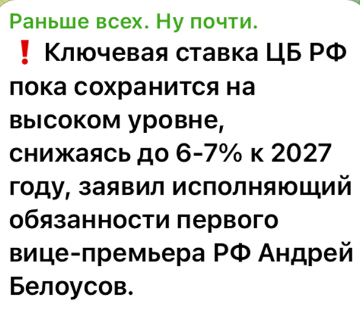 Раньше всех. Ну почти.
❗ Ключевая ставка ЦБ РФ
пока сохранится на
высоком уровне,
снижаясь до 6-7% к 2027
году, заявил исполняющий
обязанности первого
вице-премьера РФ Андрей
Белоусов.